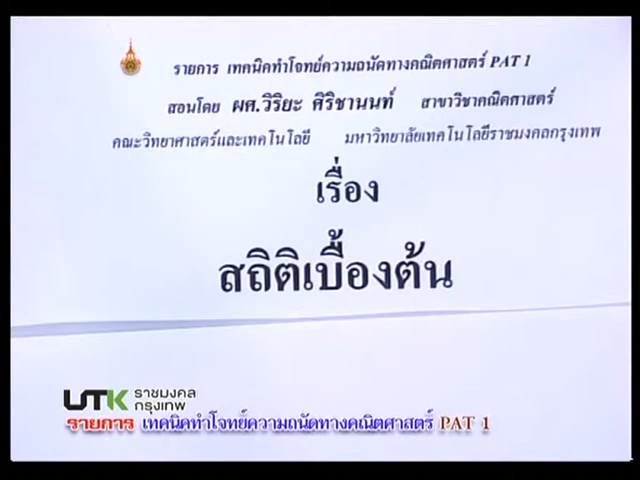 รายการ เทคนิคทำโจทย์ความถนัดทางคณิตศาสตร์ PAT 1
สอนโดย ผศ.วิริยะ ศิริชานนท์ สาขาวิชาคณิตศาสตร์
คณะวิทยาศาสตร์และเทคโนโลยี มหาวิทยาลัยเทคโนโลยีราชมงคลกรุงเทพ
เรื่อง
สถิติเบื้องต้น
UTK ราชมงคล
กรุงเทพ
รายการ เทคนิคทำโจทย์ความถนัดทางคณิตศาสตร์ PAT 1